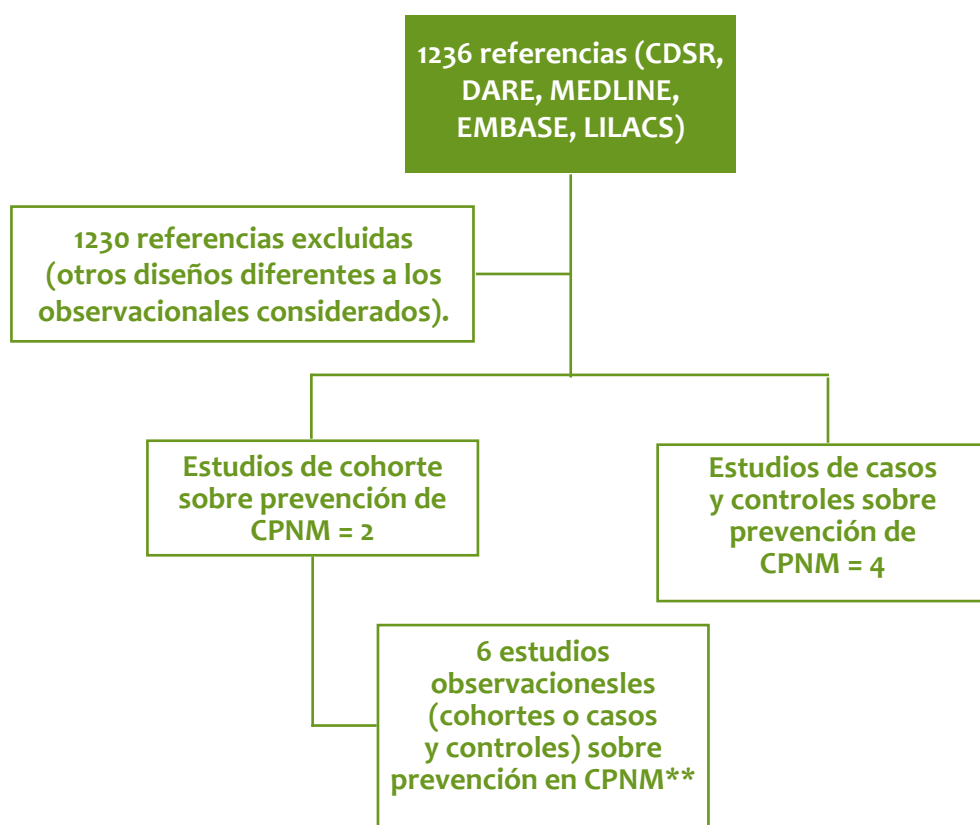 1236 referencias (CDSR,
DARE, MEDLINE,
EMBASE, LILACS)
1230 referencias excluidas
(otros diseños diferentes a los
observacionales considerados).
Estudios de cohorte
sobre prevención de
CPNM = 2
Estudios de casos
y controles sobre
prevención de
CPNM = 4
6 estudios
observacionesles
(cohortes o casos
y controles) sobre
prevención en CPNM**